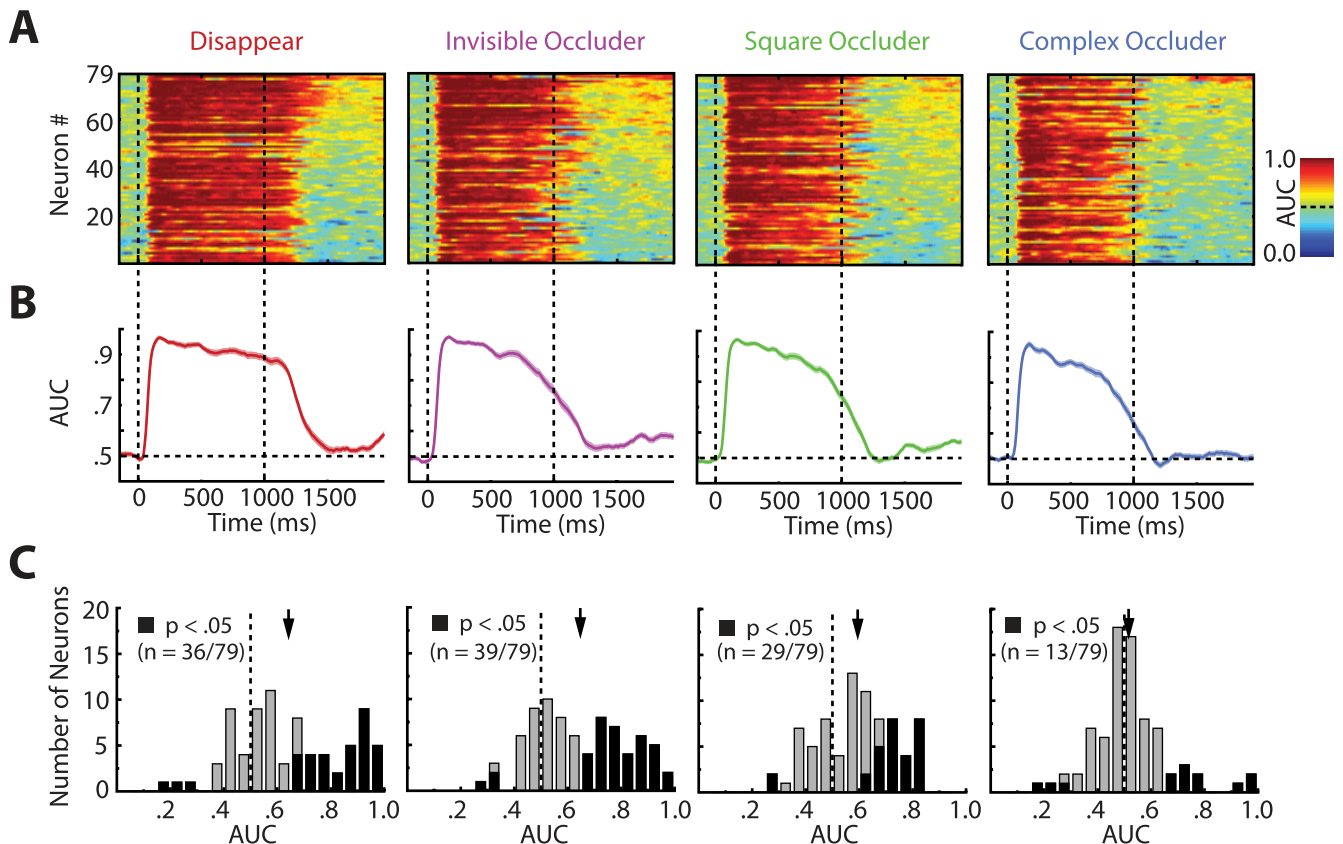 A
Disappear
Invisible Occluder
Square Occluder
Complex Occluder
Neuron #
79
60
40
20
1.0
AUC
0.0
B
AUC
.9
.7
.5
0 500 1000 1500
Time (ms)
0 500 1000 1500
Time (ms)
0 500 1000 1500
Time (ms)
0 500 1000 1500
Time (ms)
C
Number of Neurons
20
15
10
5
0
p < .05
(n = 36/79)
p < .05
(n = 39/79)
p < .05
(n = 29/79)
p < .05
(n = 13/79)
.2 .4 .6 .8 1.0
AUC
.2 .4 .6 .8 1.0
AUC
.2 .4 .6 .8 1.0
AUC
.2 .4 .6 .8 1.0
AUC